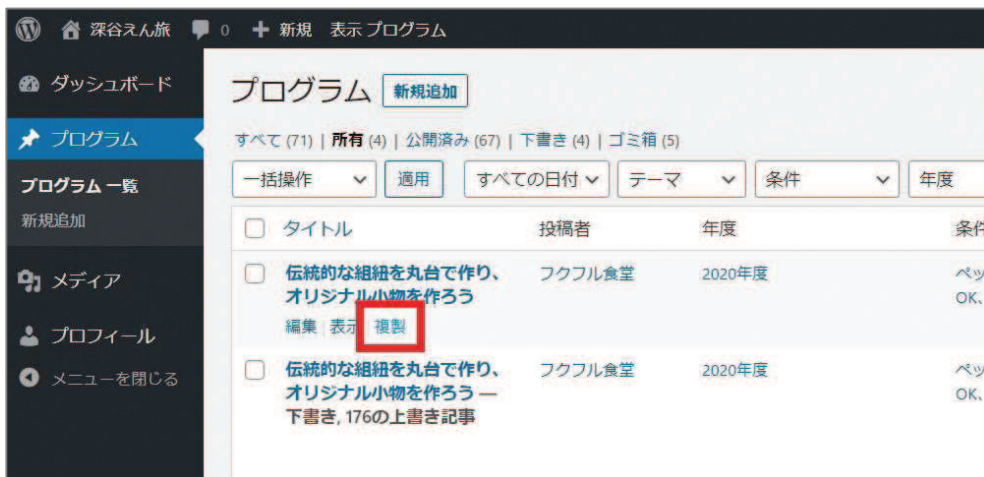 深谷えん旅 0 新規 表示 プログラム
ダッシュボード
プログラム
プログラム一覧
新規追加
メディア
プロフィール
メニューを閉じる
プログラム 新規追加
すべて (71) | 所有 (4) | 公開済み (67) | 下書き (4) | ゴミ箱 (5)
一括操作 適用 すべての日付 テーマ 条件 年度
タイトル 投稿者 年度 条件
伝統的な組紐を丸台で作り、 フクフル食堂 2020年度 ペッ
オリジナル小物を作ろう OK、
編集 | 表示 | 複製
伝統的な組紐を丸台で作り、 フクフル食堂 2020年度 ペッ
オリジナル小物を作ろう — OK、
下書き, 176の上書き記事